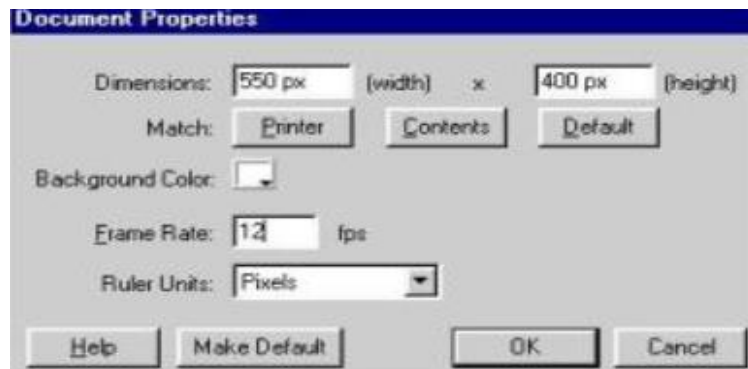 Document Properties
Dimensions: 550 px (width) x 400 px (height)
Match: Printer Contents Default
Background Color:
Frame Rate: 12 fps
Ruler Units: Pixels
Help Make Default OK Cancel